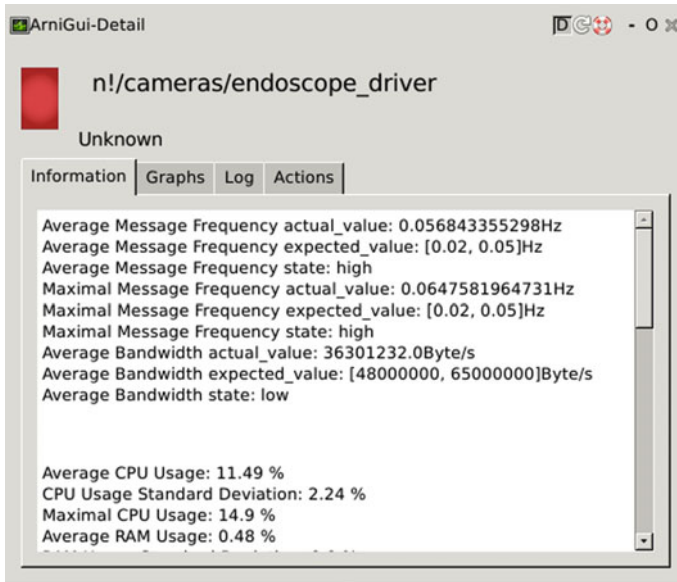 ArniGui-Detail
D
- O
n!/cameras/endoscope_driver
Unknown
Information Graphs Log Actions
Average Message Frequency actual_value: 0.056843355298Hz
Average Message Frequency expected_value: [0.02, 0.05]Hz
Average Message Frequency state: high
Maximal Message Frequency actual_value: 0.0647581964731Hz
Maximal Message Frequency expected_value: [0.02, 0.05]Hz
Maximal Message Frequency state: high
Average Bandwidth actual_value: 36301232.0Byte/s
Average Bandwidth expected_value: [48000000, 65000000]Byte/s
Average Bandwidth state: low
Average CPU Usage: 11.49 %
CPU Usage Standard Deviation: 2.24 %
Maximal CPU Usage: 14.9 %
Average RAM Usage: 0.48 %